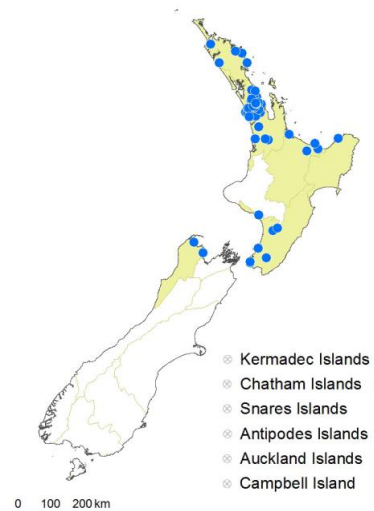 Kermadec Islands
Chatham Islands
Snares Islands
Antipodes Islands
Auckland Islands
Campbell Island
0 100 200 km